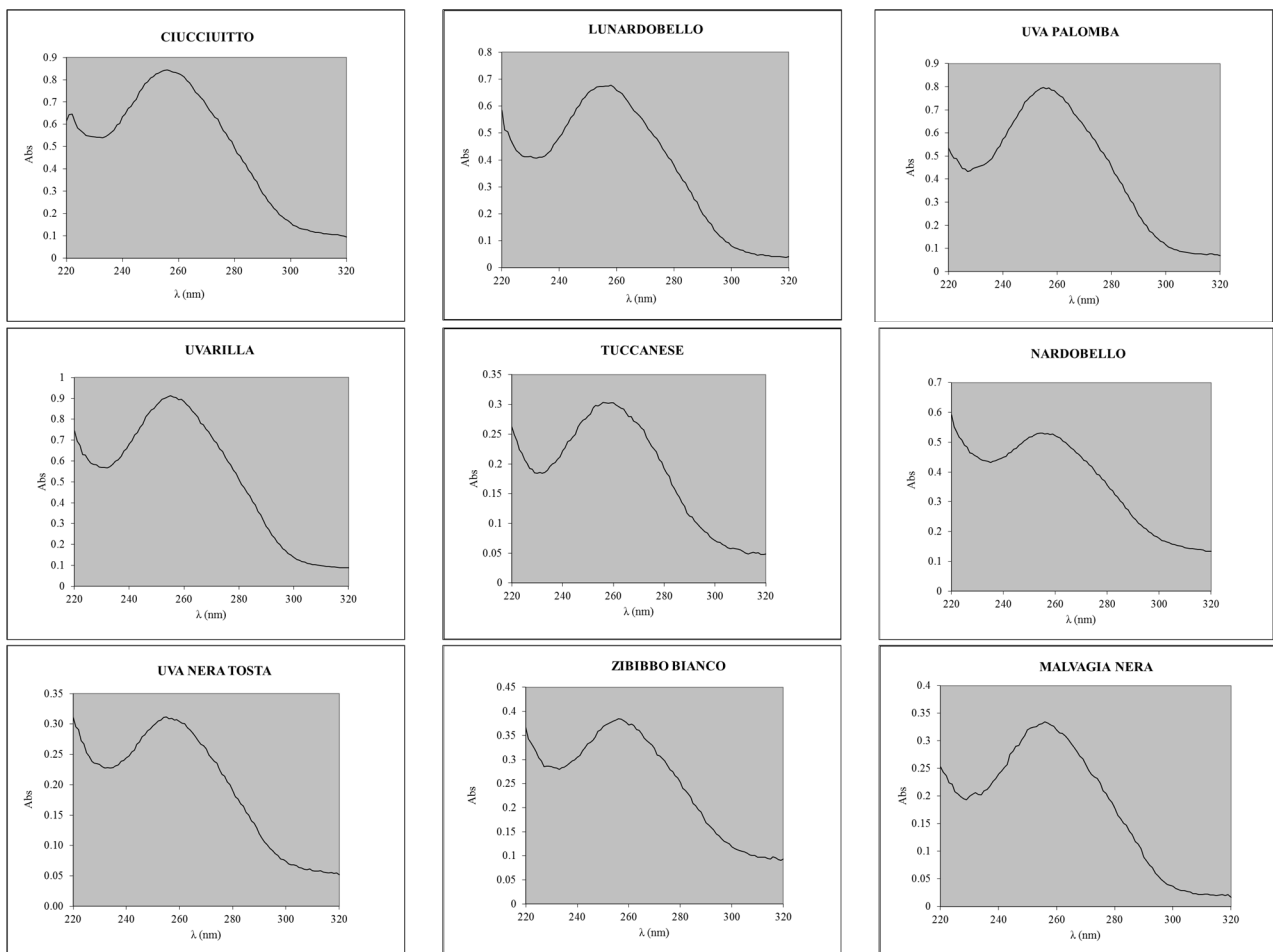 CIUCCIUITTO
0.9
0.8
0.7
0.6
0.5
0.4
0.3
0.2
0.1
0
Abs
220 240 260 280 300 320
λ (nm)
LUNARDOBELLO
0.8
0.7
0.6
0.5
0.4
0.3
0.2
0.1
0
Abs
220 240 260 280 300 320
λ (nm)
UVA PALOMBA
0.9
0.8
0.7
0.6
0.5
0.4
0.3
0.2
0.1
0
Abs
220 240 260 280 300 320
λ (nm)
UVARILLA
1
0.9
0.8
0.7
0.6
0.5
0.4
0.3
0.2
0.1
0
Abs
220 240 260 280 300 320
λ (nm)
TUCCANESE
0.35
0.3
0.25
0.2
0.15
0.1
0.05
0
Abs
220 240 260 280 300 320
λ (nm)
NARDOBELLO
0.7
0.6
0.5
0.4
0.3
0.2
0.1
0
Abs
220 240 260 280 300 320
λ (nm)
UVA NERA TOSTA
0.35
0.30
0.25
0.20
0.15
0.10
0.05
0.00
Abs
220 240 260 280 300 320
λ (nm)
ZIBIBBO BIANCO
0.45
0.4
0.35
0.3
0.25
0.2
0.15
0.1
0.05
0
Abs
220 240 260 280 300 320
λ (nm)
MALVAGIA NERA
0.4
0.35
0.3
0.25
0.2
0.15
0.1
0.05
0
Abs
220 240 260 280 300 320
λ (nm)